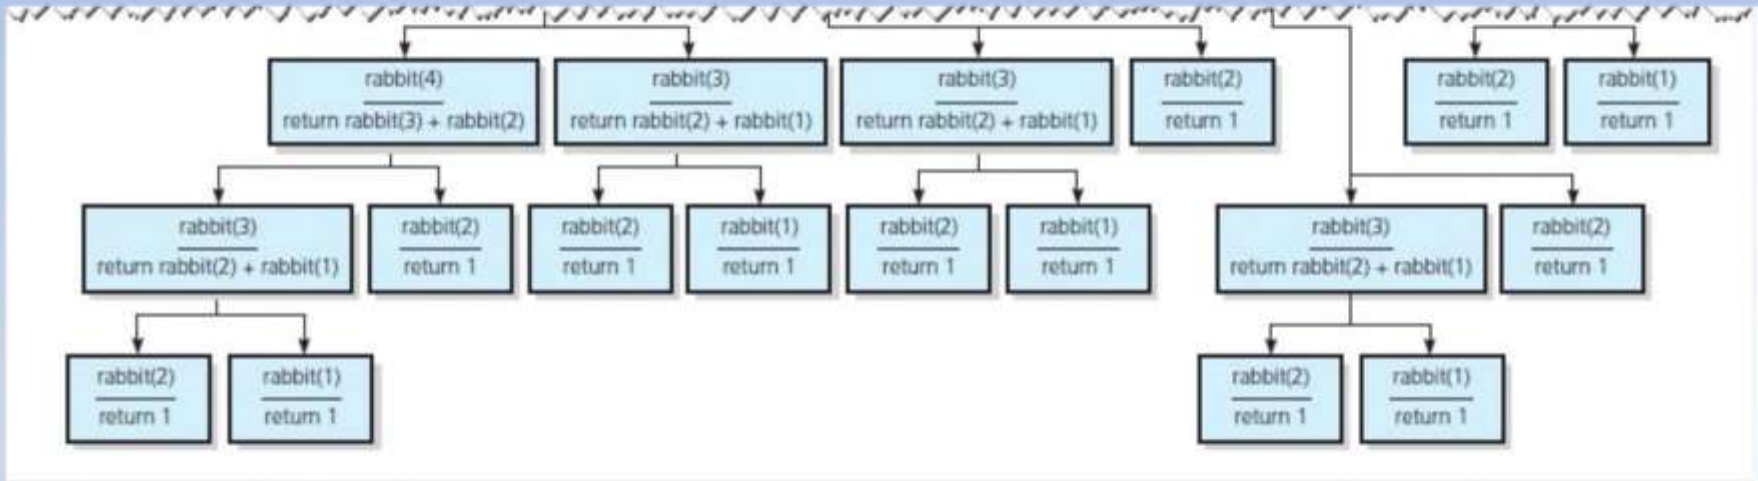 rabbit(4)
return rabbit(3) + rabbit(2)
rabbit(3)
return rabbit(2) + rabbit(1)
rabbit(3)
return rabbit(2) + rabbit(1)
rabbit(2)
return 1
rabbit(2)
return 1
rabbit(1)
return 1
rabbit(3)
return rabbit(2) + rabbit(1)
rabbit(2)
return 1
rabbit(2)
return 1
rabbit(1)
return 1
rabbit(2)
return 1
rabbit(1)
return 1
rabbit(3)
return rabbit(2) + rabbit(1)
rabbit(2)
return 1
rabbit(2)
return 1
rabbit(1)
return 1
rabbit(2)
return 1
rabbit(1)
return 1